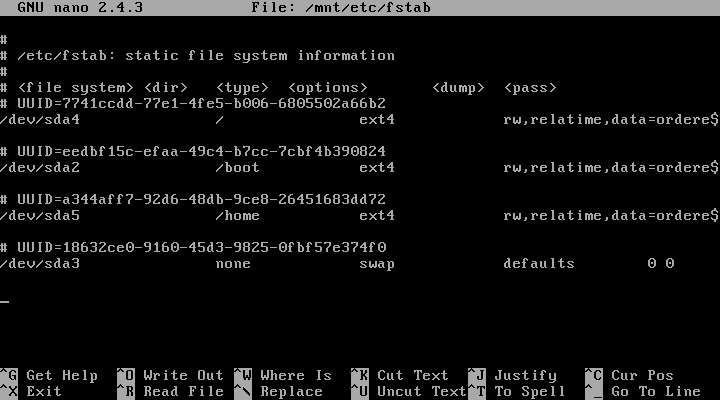 GNU nano 2.4.3 File: /mnt/etc/fstab
#
# /etc/fstab: static file system information
#
# <file system> <dir> <type> <options> <dump> <pass>
# UUID=7741ccdd-77e1-4fe5-b006-6805502a66b2
/dev/sda4 / ext4 rw,relatime,data=ordere$
# UUID=eedbf15c-efaa-49c4-b7cc-7cbf4b390824
/dev/sda2 /boot ext4 rw,relatime,data=ordere$
# UUID=a344aff7-92d6-48db-9ce8-26451683dd72
/dev/sda5 /home ext4 rw,relatime,data=ordere$
# UUID=18632ce0-9160-45d3-9825-0fbf57e374f0
/dev/sda3 none swap defaults 0 0
^G Get Help ^O Write Out ^W Where Is ^K Cut Text ^J Justify ^C Cur Pos
^X Exit ^R Read File ^\ Replace ^U Uncut Text ^T To Spell ^_ Go To Line